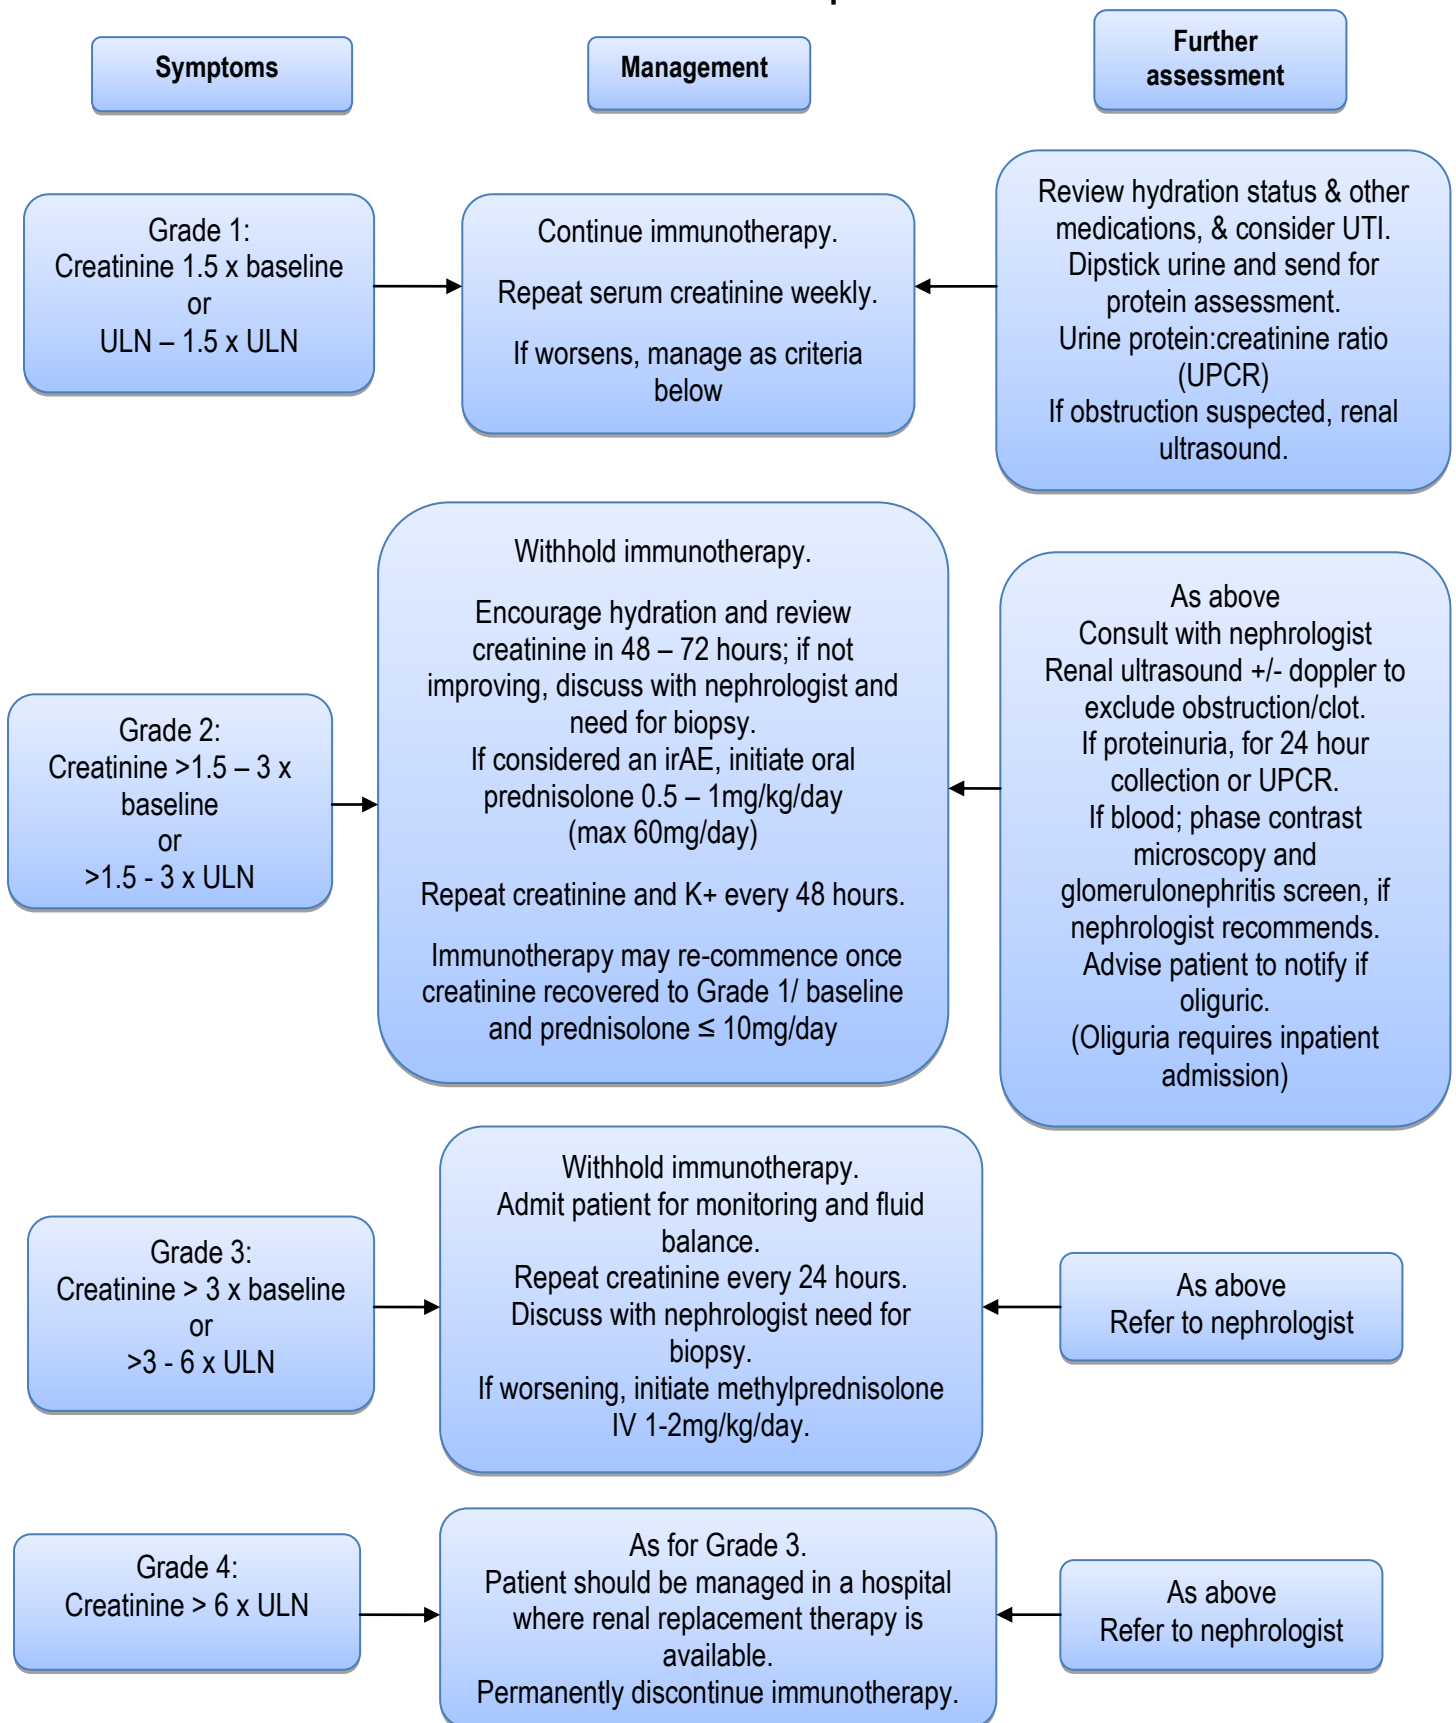 Symptoms
Management
Further
assessment
Grade 1:
Creatinine 1.5 x baseline
or
ULN – 1.5 x ULN
Continue immunotherapy.
Repeat serum creatinine weekly.
If worsens, manage as criteria
below
Review hydration status & other
medications, & consider UTI.
Dipstick urine and send for
protein assessment.
Urine protein:creatinine ratio
(UPCR)
If obstruction suspected, renal
ultrasound.
Grade 2:
Creatinine >1.5 – 3 x
baseline
or
>1.5 - 3 x ULN
Withhold immunotherapy.
Encourage hydration and review
creatinine in 48 – 72 hours; if not
improving, discuss with nephrologist and
need for biopsy.
If considered an irAE, initiate oral
prednisolone 0.5 – 1mg/kg/day
(max 60mg/day)
Repeat creatinine and K+ every 48 hours.
Immunotherapy may re-commence once
creatinine recovered to Grade 1/ baseline
and prednisolone ≤ 10mg/day
As above
Consult with nephrologist
Renal ultrasound +/- doppler to
exclude obstruction/clot.
If proteinuria, for 24 hour
collection or UPCR.
If blood; phase contrast
microscopy and
glomerulonephritis screen, if
nephrologist recommends.
Advise patient to notify if
oliguric.
(Oliguria requires inpatient
admission)
Grade 3:
Creatinine > 3 x baseline
or
>3 - 6 x ULN
Withhold immunotherapy.
Admit patient for monitoring and fluid
balance.
Repeat creatinine every 24 hours.
Discuss with nephrologist need for
biopsy.
If worsening, initiate methylprednisolone
IV 1-2mg/kg/day.
As above
Refer to nephrologist
Grade 4:
Creatinine > 6 x ULN
As for Grade 3.
Patient should be managed in a hospital
where renal replacement therapy is
available.
Permanently discontinue immunotherapy.
As above
Refer to nephrologist